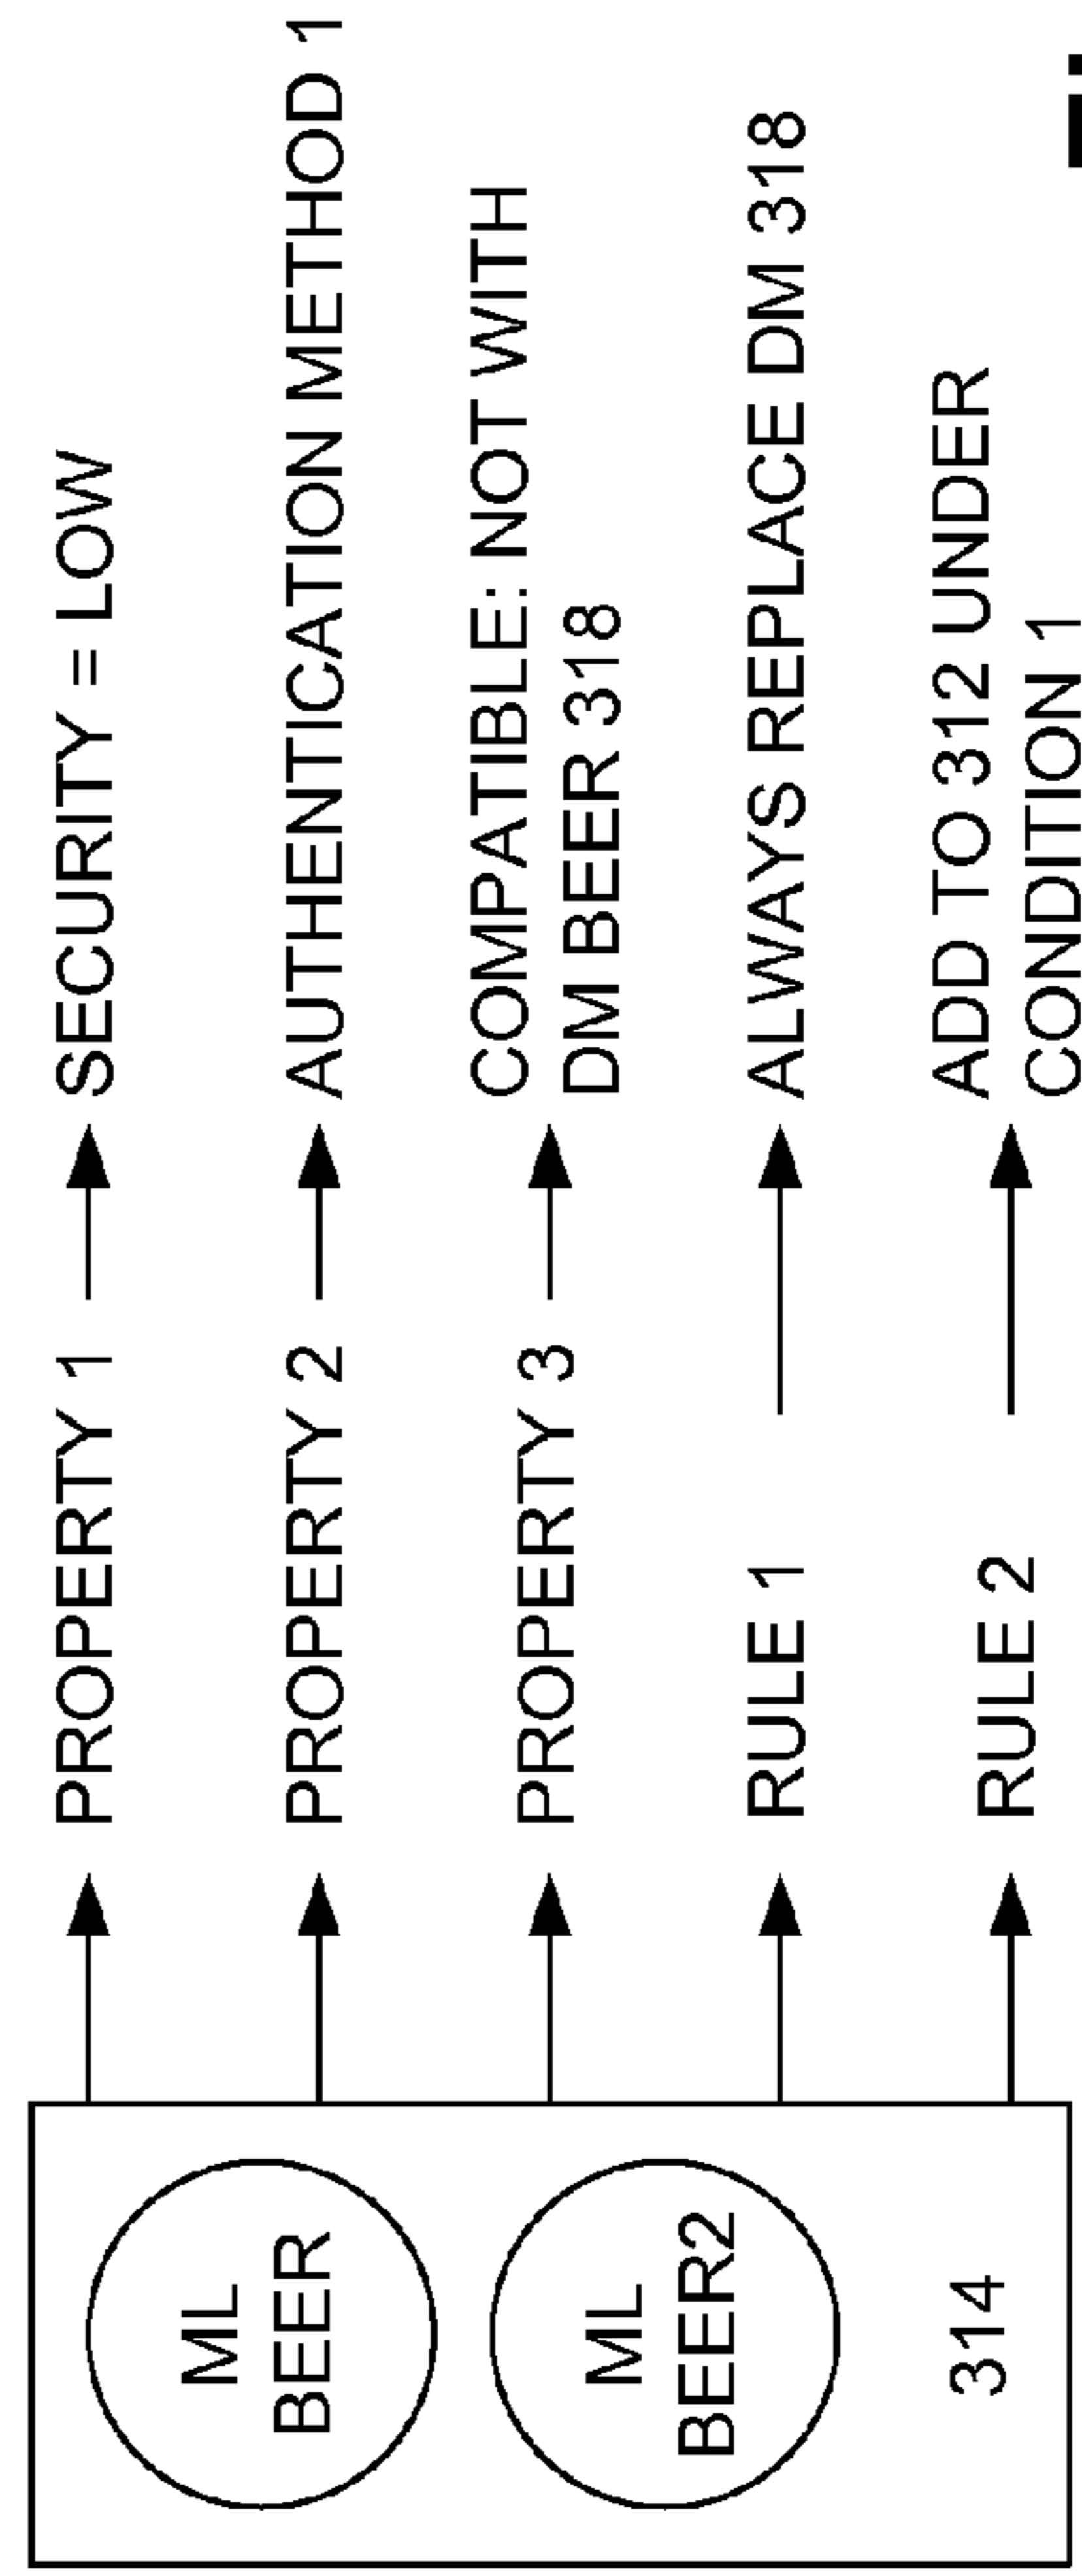 ML
BEER
ML
BEER2
314
PROPERTY 1
SECURITY = LOW
PROPERTY 2
AUTHENTICATION METHOD 1
PROPERTY 3
COMPATIBLE: NOT WITH
DM BEER 318
RULE 1
ALWAYS REPLACE DM 318
RULE 2
ADD TO 312 UNDER
CONDITION 1